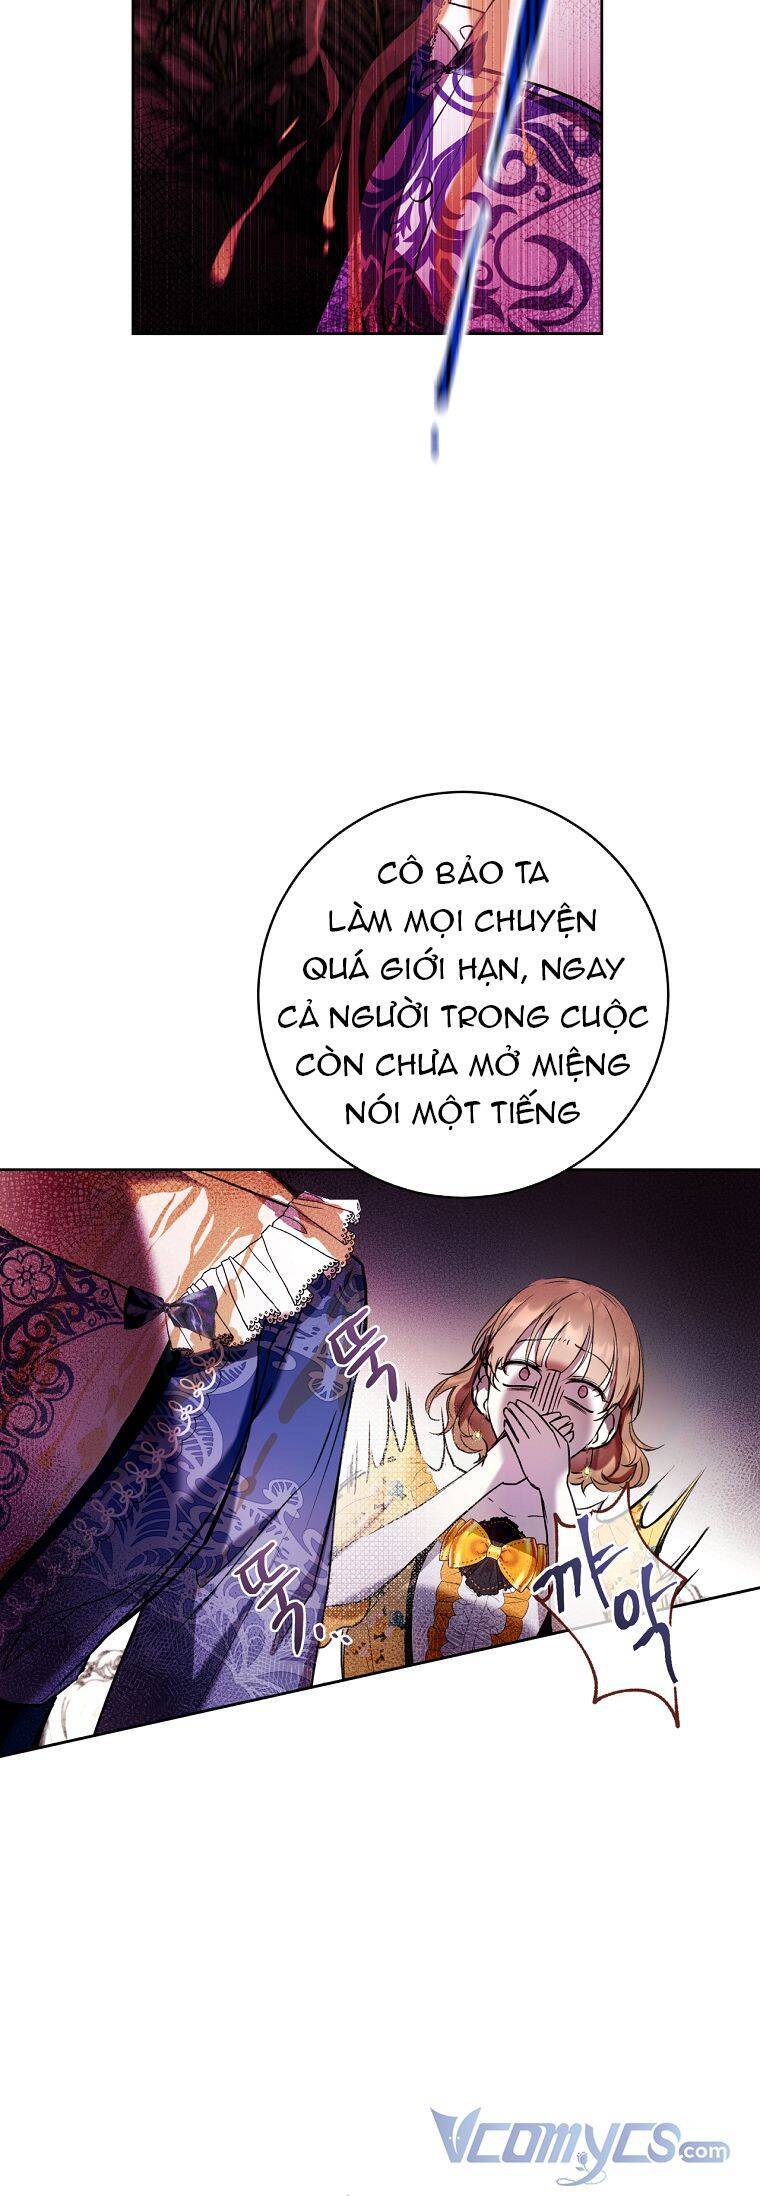 CÔ BẢO TA
LÀM MỌI CHUYỆN
QUÁ GIỚI HẠN, NGAY
CẢ NGƯỜI TRONG CUỘC
CÒN CHƯA MỞ MIỆNG
NÓI MỘT TIẾNG
뚝
뚝...
꺄악
VCOMYCS.com